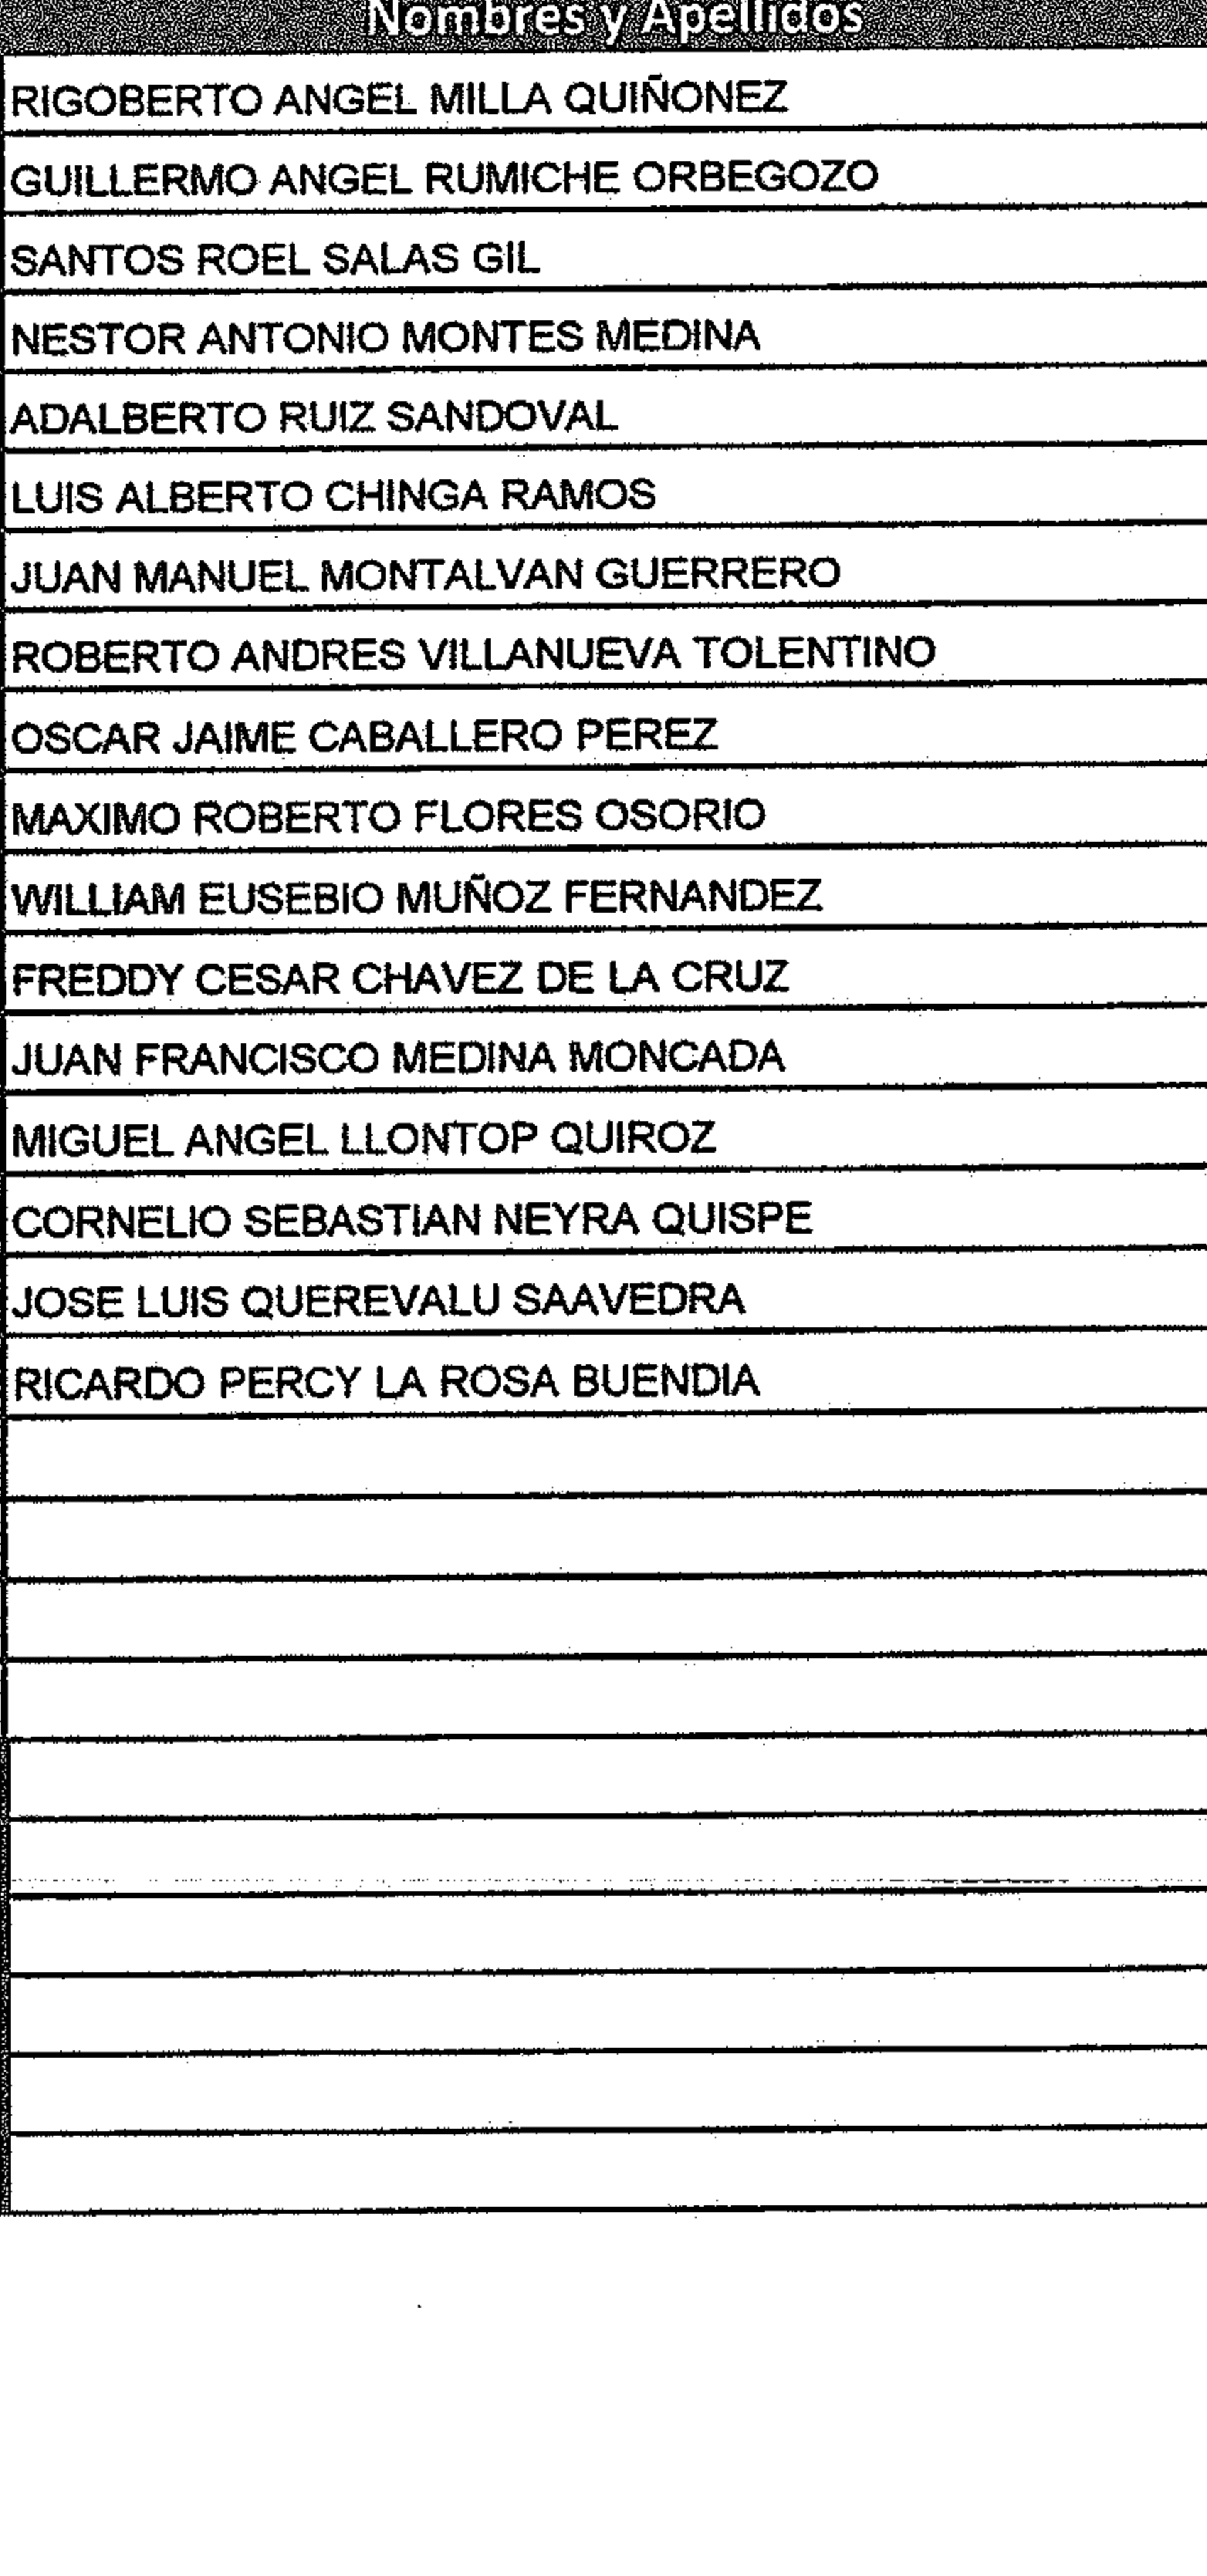 Nombres y Apellidos
RIGOBERTO ANGEL MILLA QUIÑONEZ
GUILLERMO ANGEL RUMICHE ORBEGOZO
SANTOS ROEL SALAS GIL
NESTOR ANTONIO MONTES MEDINA
ADALBERTO RUIZ SANDOVAL
LUIS ALBERTO CHINGA RAMOS
JUAN MANUEL MONTALVAN GUERRERO
ROBERTO ANDRES VILLANUEVA TOLENTINO
OSCAR JAIME CABALLERO PEREZ
MAXIMO ROBERTO FLORES OSORIO
WILLIAM EUSEBIO MUÑOZ FERNANDEZ
FREDDY CESAR CHAVEZ DE LA CRUZ
JUAN FRANCISCO MEDINA MONCADA
MIGUEL ANGEL LLONTOP QUIROZ
CORNELIO SEBASTIAN NEYRA QUISPE
JOSE LUIS QUEREVALU SAAVEDRA
RICARDO PERCY LA ROSA BUENDIA